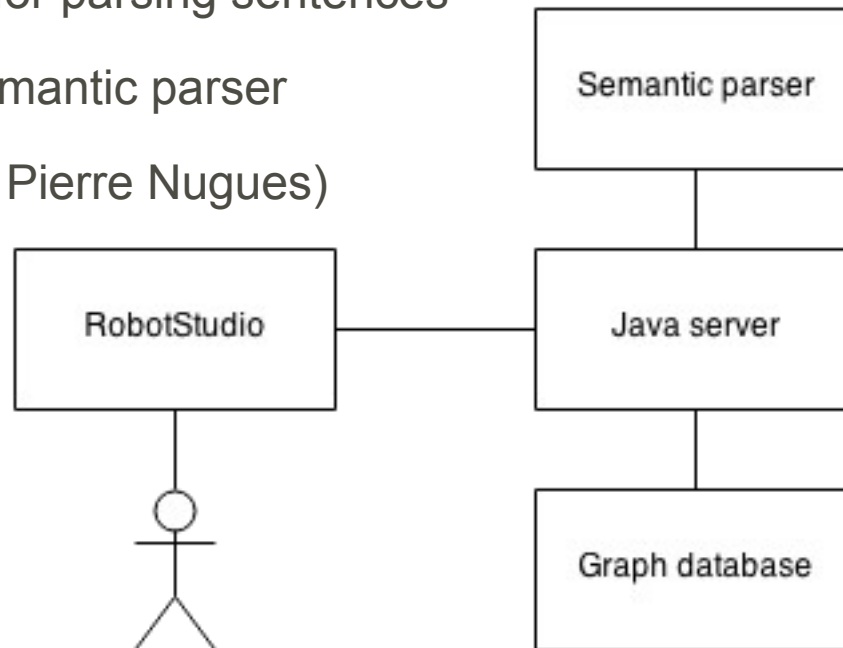 or parsing sentences
mantic parser
Pierre Nugues)
Semantic parser
RobotStudio
Java server
Graph database